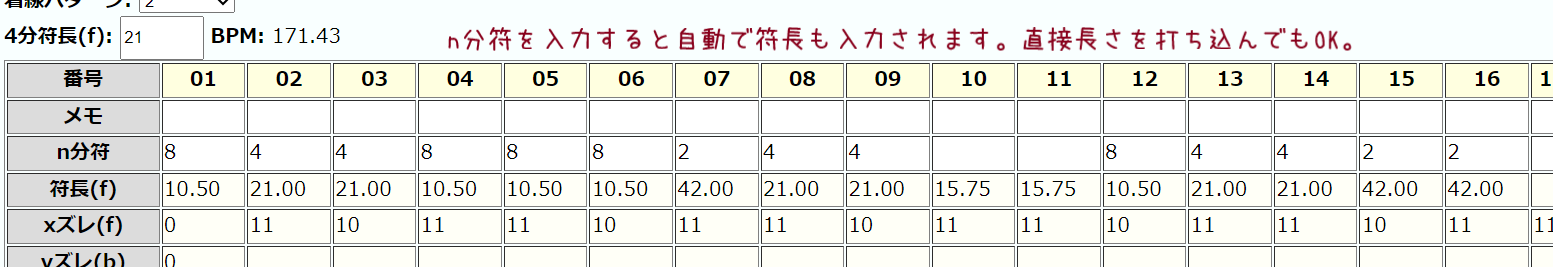 着線パターン: 2
4分符長(f): 21 BPM: 171.43 n分符を入力すると自動で符長も入力されます。直接長さを打ち込んでもOK。
番号 01 02 03 04 05 06 07 08 09 10 11 12 13 14 15 16 1
メモ
n分符 8 4 4 8 8 8 2 4 4 8 4 4 2 2
符長(f) 10.50 21.00 21.00 10.50 10.50 10.50 42.00 21.00 21.00 15.75 15.75 10.50 21.00 21.00 42.00 42.00
xズレ(f) 0 11 10 11 11 10 11 11 10 11 11 10 11 11 10 11 11
yズレ(b) 0